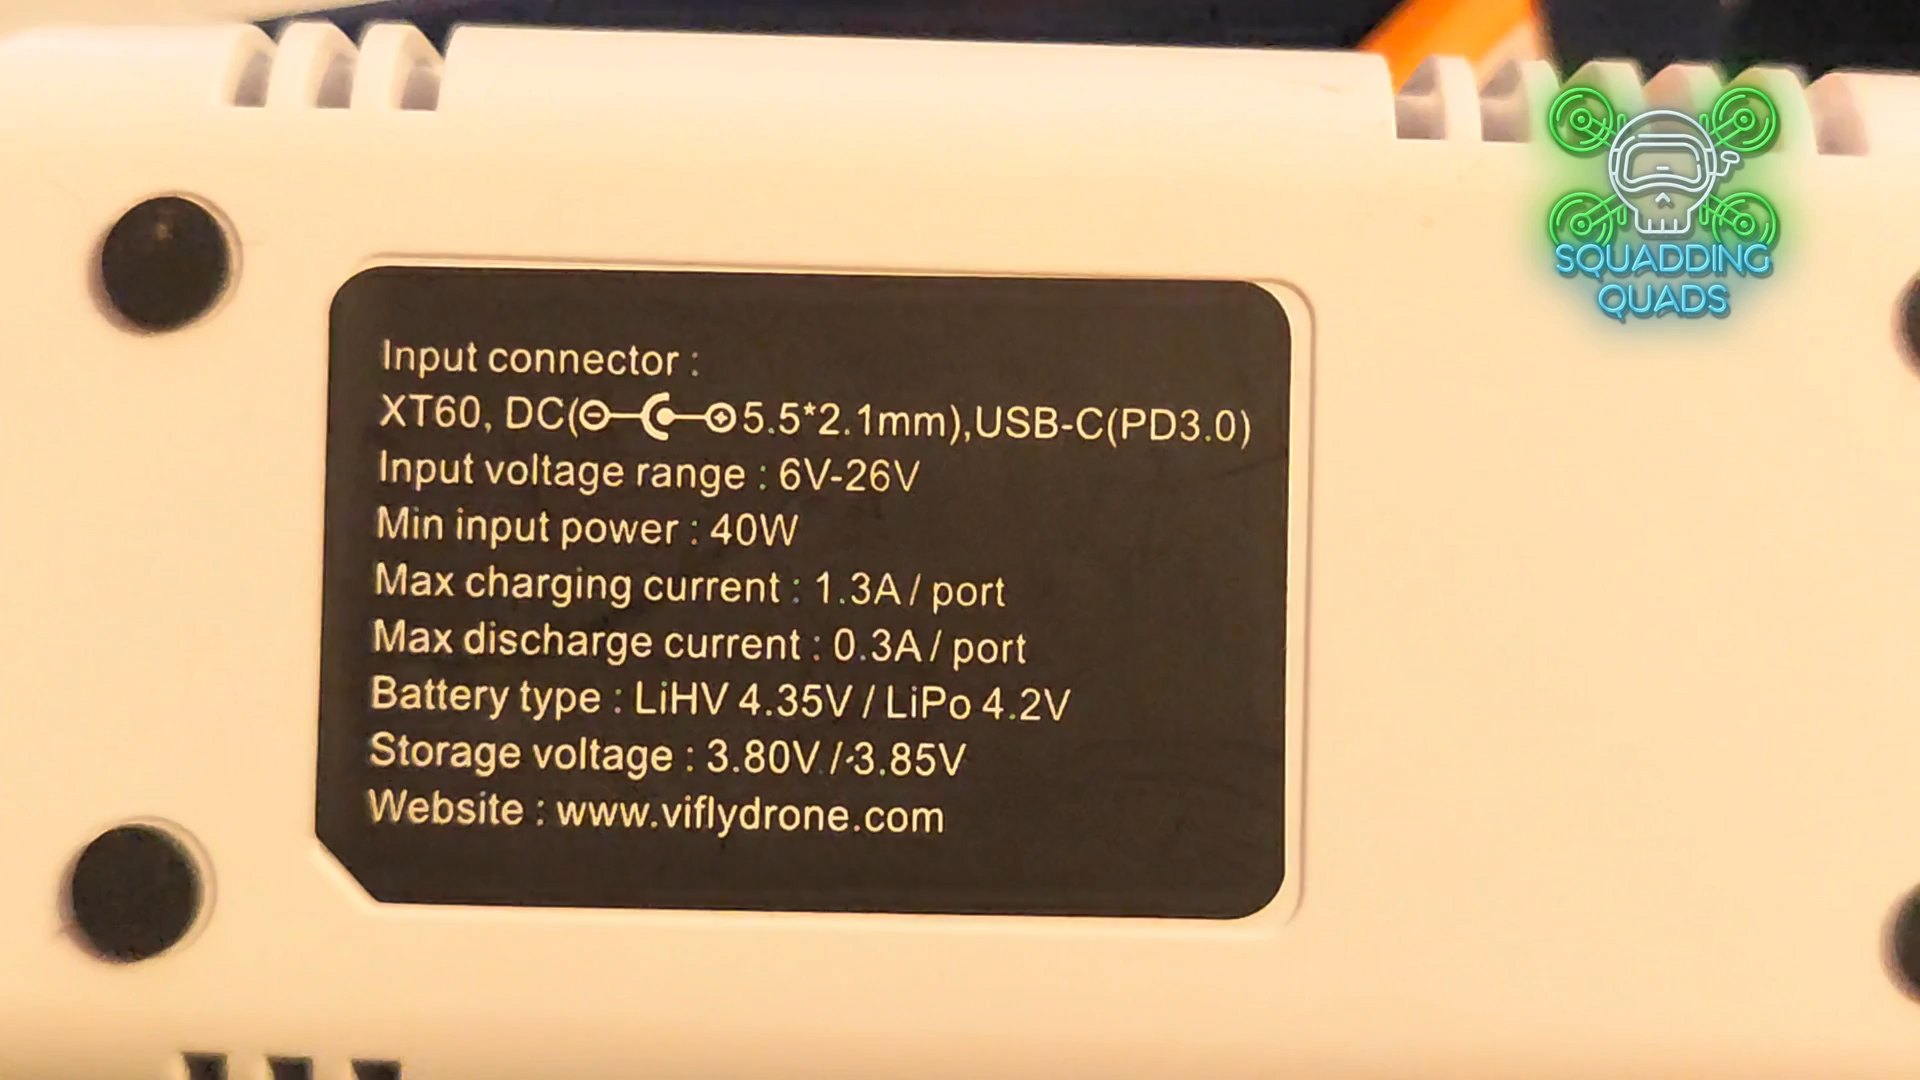 Input connector :
XT60, DC(5.5*2.1mm),USB-C(PD3.0)
Input voltage range : 6V-26V
Min input power : 40W
Max charging current : 1.3A / port
Max discharge current : 0.3A / port
Battery type : LiHV 4.35V / LiPo 4.2V
Storage voltage : 3.80V / 3.85V
Website : www.viflydrone.com
SQUADDING
QUADS